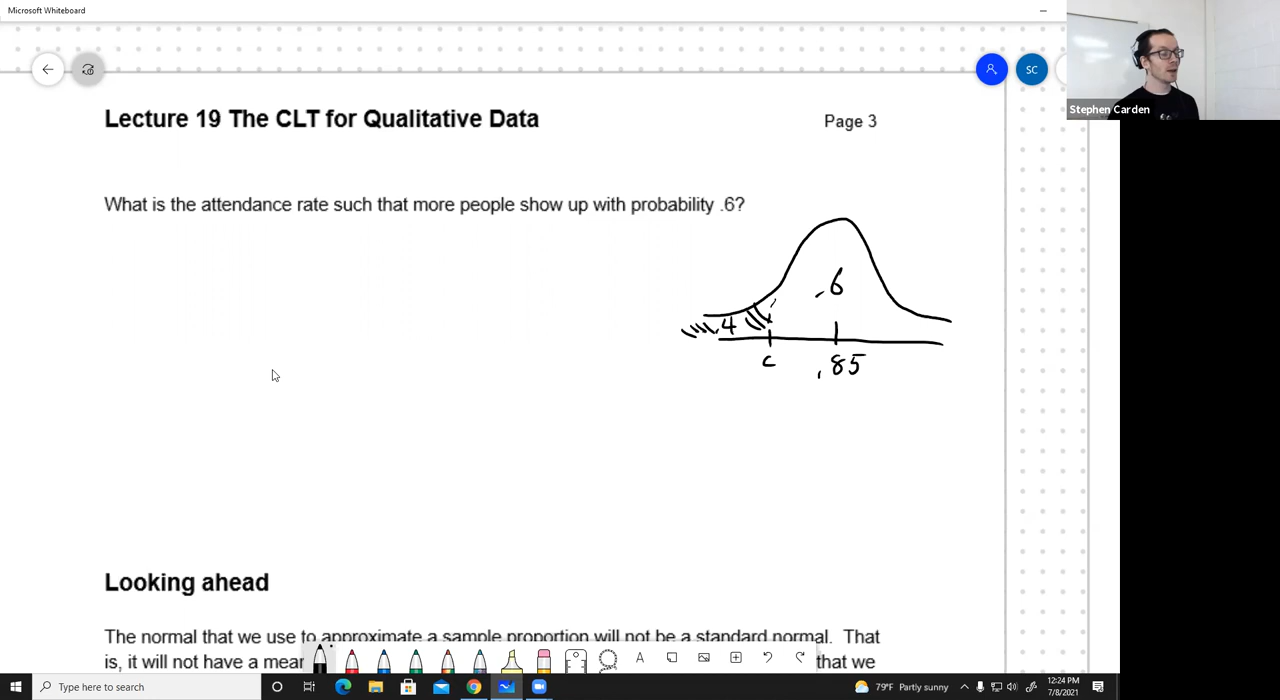 Microsoft Whiteboard
SC
Stephen Carden
Lecture 19 The CLT for Qualitative Data
Page 3
What is the attendance rate such that more people show up with probability .6?
.6
.4
c
.85
Looking ahead
The normal that we use to approximate a sample proportion will not be a standard normal. That
is, it will not have a mean
that we
A
Type here to search
79°F Partly sunny
12:24 PM
7/8/2021